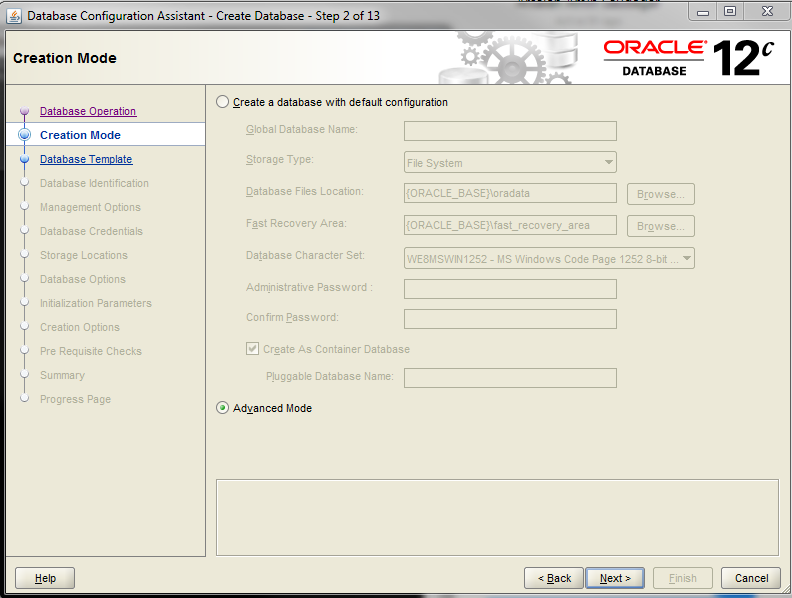 Database Configuration Assistant - Create Database - Step 2 of 13
Creation Mode
ORACLE®
DATABASE
12c
Database Operation
Creation Mode
Database Template
Database Identification
Management Options
Database Credentials
Storage Locations
Database Options
Initialization Parameters
Creation Options
Pre Requisite Checks
Summary
Progress Page
Create a database with default configuration
Global Database Name:
Storage Type: File System
Database Files Location: {ORACLE_BASE}\oradata Browse...
Fast Recovery Area: {ORACLE_BASE}\fast_recovery_area Browse...
Database Character Set: WE8MSWIN1252 - MS Windows Code Page 1252 8-bit ...
Administrative Password :
Confirm Password:
Create As Container Database
Pluggable Database Name:
Advanced Mode
Help
< Back Next > Finish Cancel